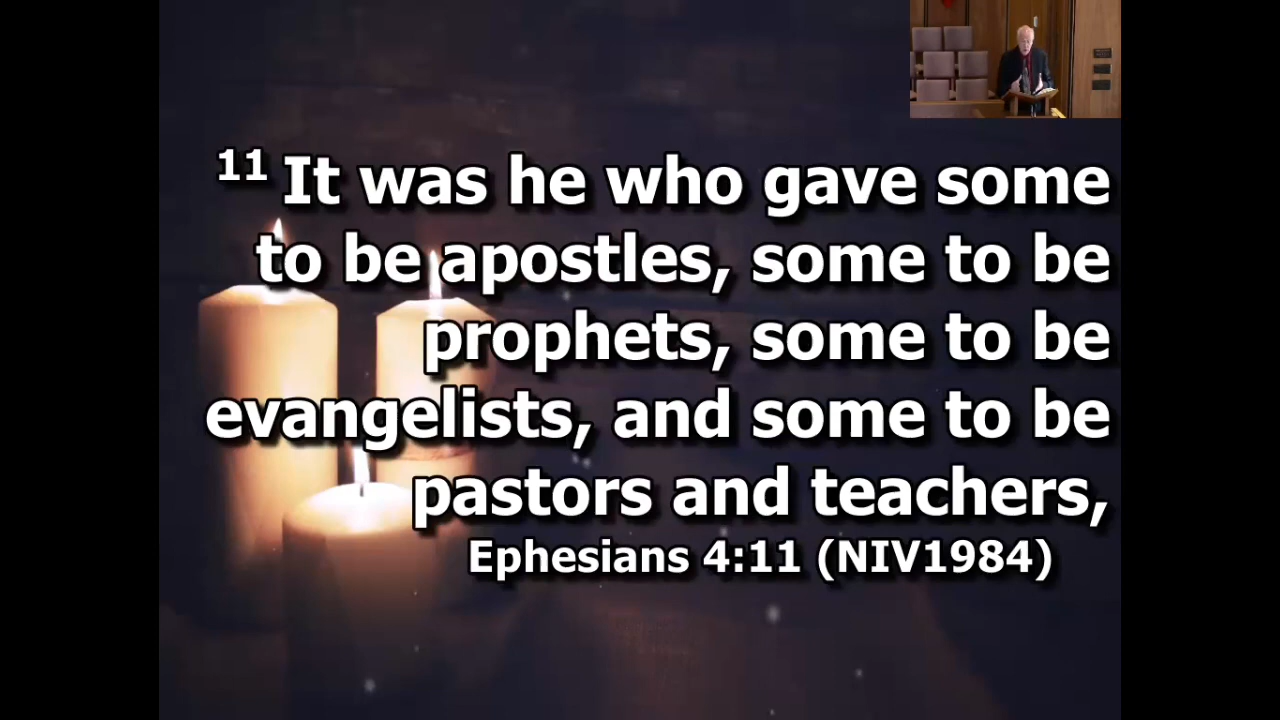 11 It was he who gave some
to be apostles, some to be
prophets, some to be
evangelists, and some to be
pastors and teachers,
Ephesians 4:11 (NIV1984)